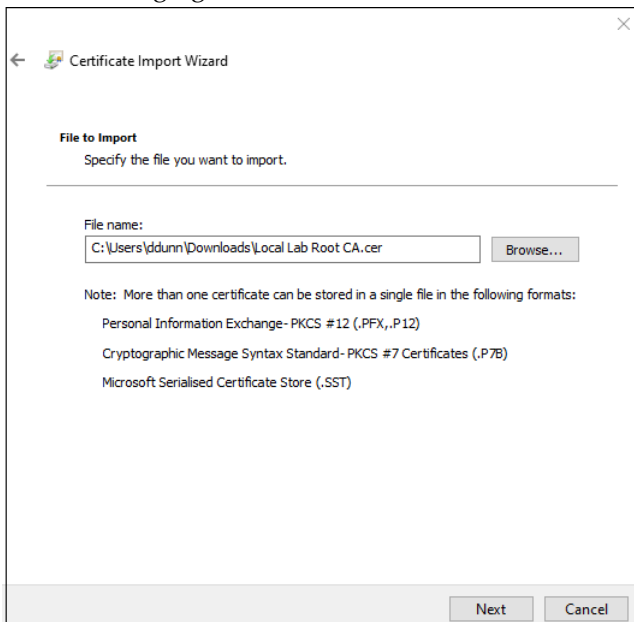 Certificate Import Wizard
File to Import
Specify the file you want to import.
File name:
C:\Users\ddunn\Downloads\Local Lab Root CA.cer
Browse...
Note: More than one certificate can be stored in a single file in the following formats:
Personal Information Exchange- PKCS #12 (.PFX,.P12)
Cryptographic Message Syntax Standard- PKCS #7 Certificates (.P7B)
Microsoft Serialised Certificate Store (.SST)
Next
Cancel